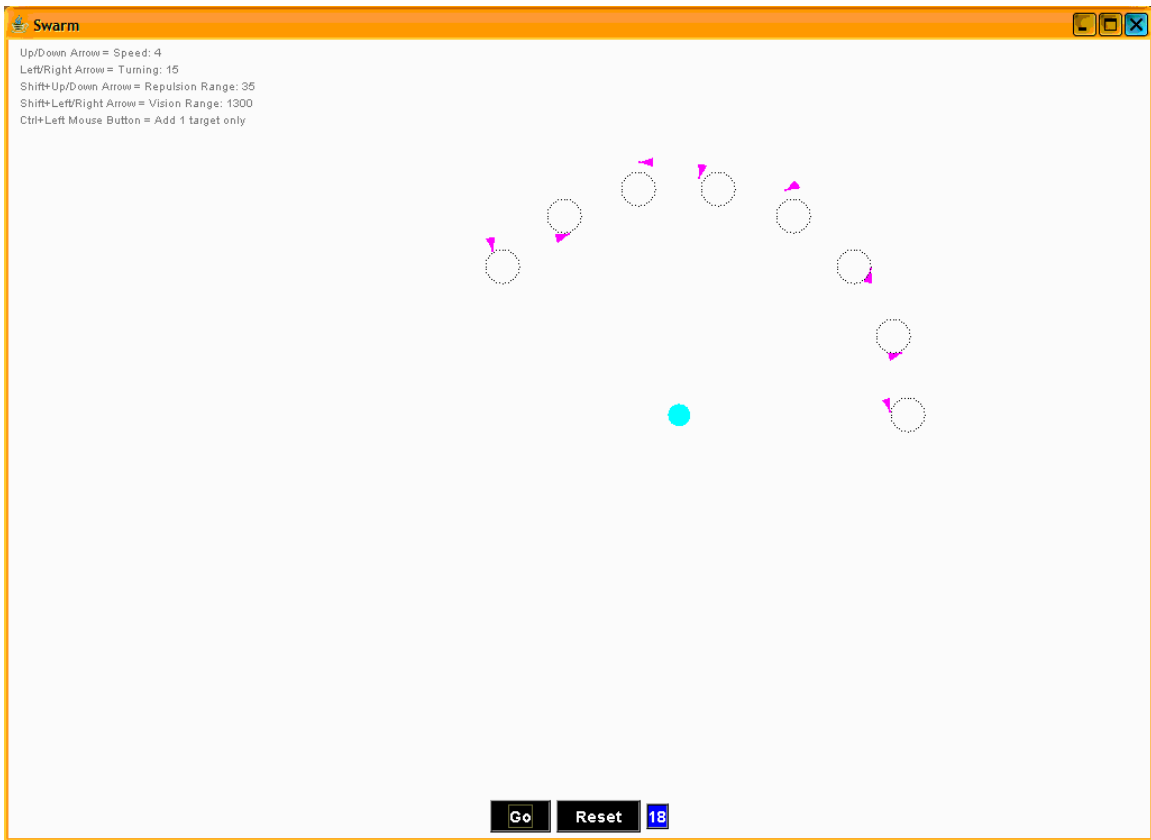 Swarm
Up/Down Arrow = Speed: 4
Left/Right Arrow = Turning: 15
Shift+Up/Down Arrow = Repulsion Range: 35
Shift+Left/Right Arrow = Vision Range: 1300
Ctrl+Left Mouse Button = Add 1 target only
Go Reset 18